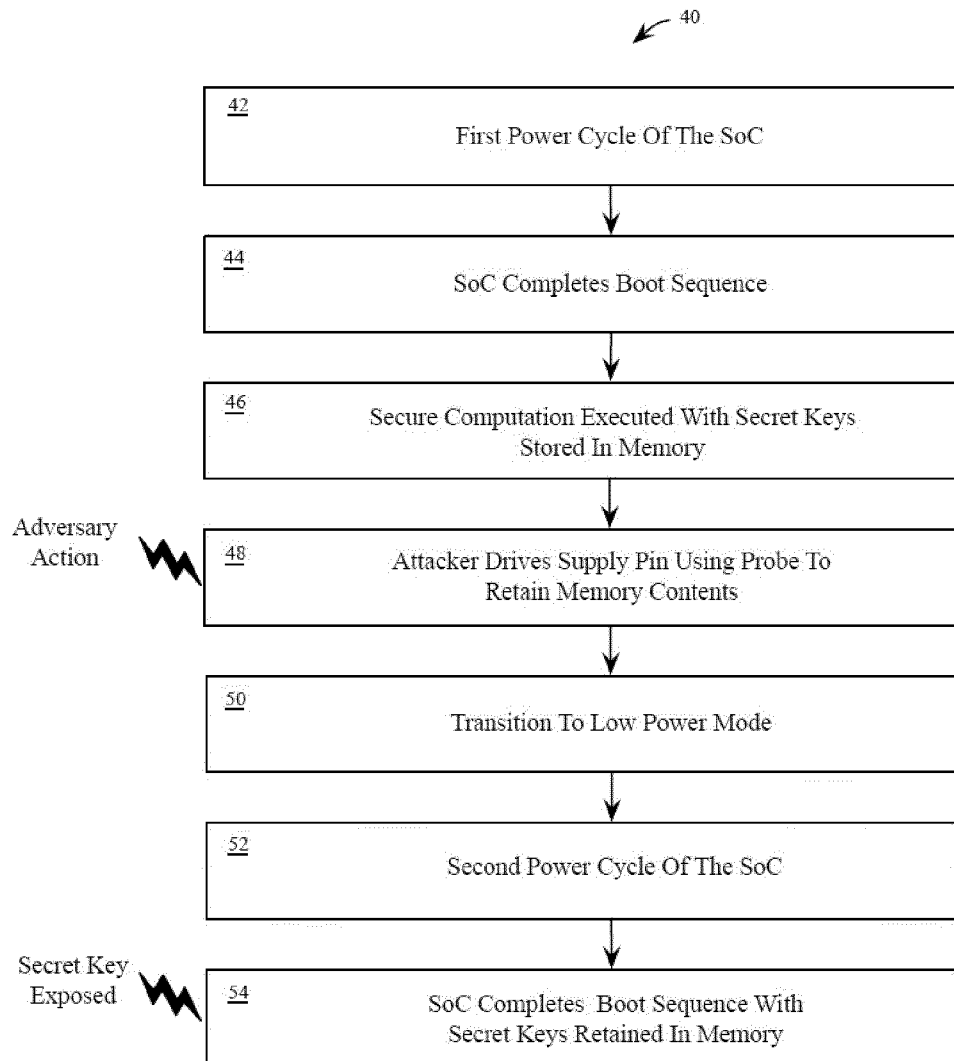 40
42
First Power Cycle Of The SoC
44
SoC Completes Boot Sequence
46
Secure Computation Executed With Secret Keys
Stored In Memory
Adversary
Action
48
Attacker Drives Supply Pin Using Probe To
Retain Memory Contents
50
Transition To Low Power Mode
52
Second Power Cycle Of The SoC
Secret Key
Exposed
54
SoC Completes Boot Sequence With
Secret Keys Retained In Memory